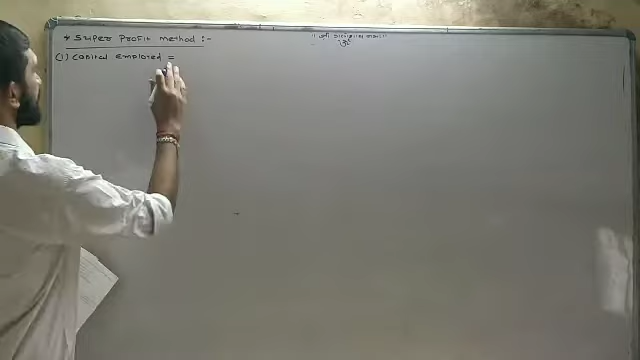 * Super Profit Method :-
(1) Capital Employed =